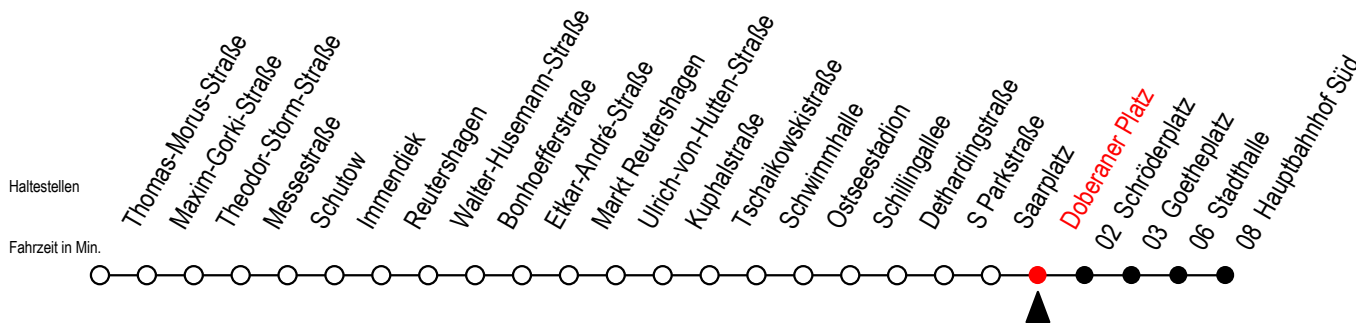 Haltestellen
Fahrzeit in Min.
Thomas-Morus-Straße
Maxim-Gorki-Straße
Theodor-Storm-Straße
Messestraße
Schutow
Immendiek
Reutershagen
Walter-Husemann-Straße
Bonhoefferstraße
Etkar-André-Straße
Markt Reutershagen
Ulrich-von-Hutten-Straße
Kuphalstraße
Tschaikowskistraße
Schwimmhalle
Ostseestadion
Schillingallee
Dethardingstraße
S Parkstraße
Saarplatz
Doberaner Platz
02 Schröderplatz
03 Goetheplatz
06 Stadthalle
08 Hauptbahnhof Süd